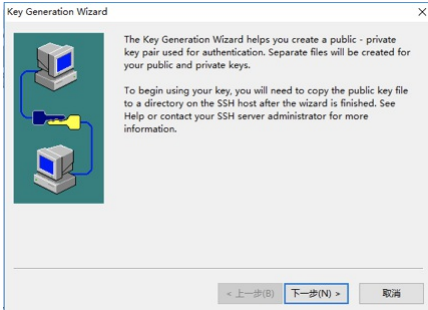 Key Generation Wizard
The Key Generation Wizard helps you create a public - private
key pair used for authentication. Separate files will be created for
your public and private keys.
To begin using your key, you will need to copy the public key file
to a directory on the SSH host after the wizard is finished. See
Help or contact your SSH server administrator for more
information.
< 上一步(B) 下一步(N) > 取消